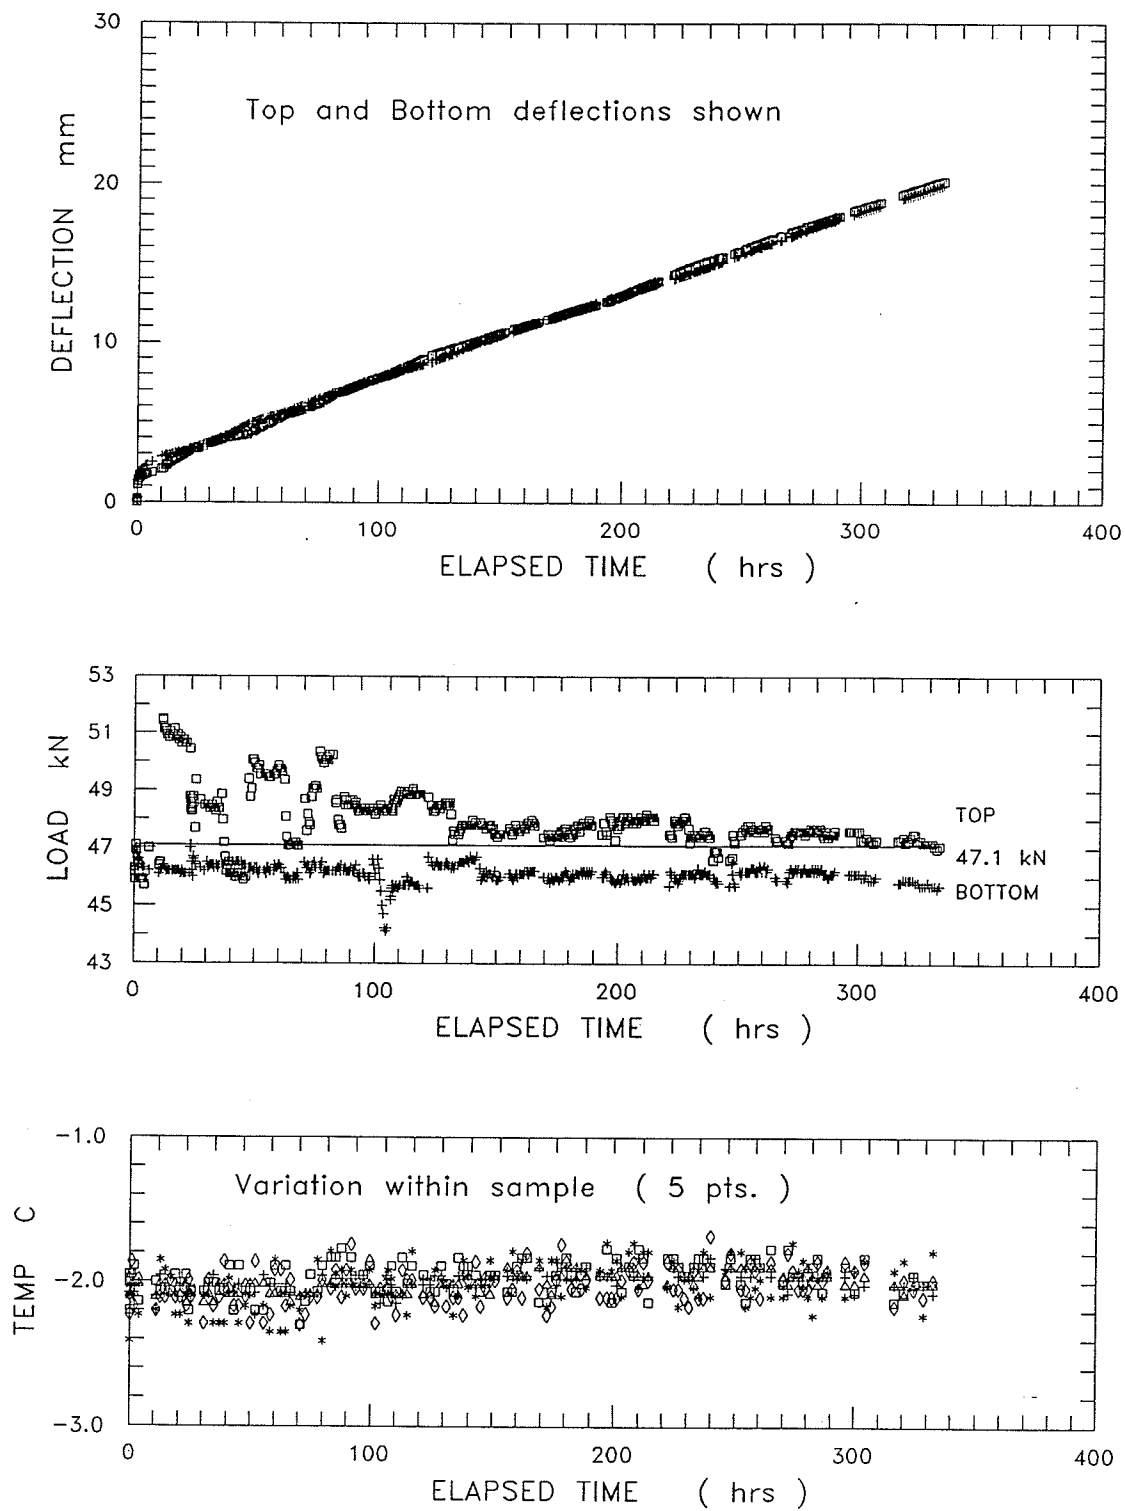 30
Top and Bottom deflections shown
DEFLECTION mm
20
10
0
0 100 200 300 400
ELAPSED TIME ( hrs )
53
51
49
47
45
43
LOAD kN
TOP
47.1 kN
BOTTOM
0 100 200 300 400
ELAPSED TIME ( hrs )
-1.0
Variation within sample ( 5 pts. )
TEMP C
-2.0
-3.0
0 100 200 300 400
ELAPSED TIME ( hrs )